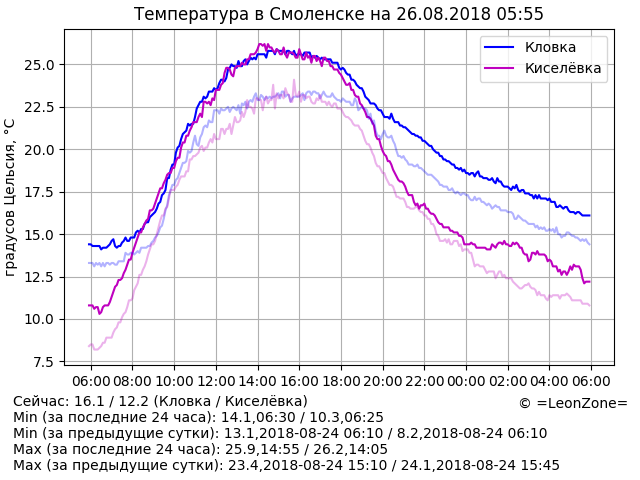 Температура в Смоленске на 26.08.2018 05:55
Кловка
Киселёвка
градусов Цельсия, °C
25.0
22.5
20.0
17.5
15.0
12.5
10.0
7.5
06:00 08:00 10:00 12:00 14:00 16:00 18:00 20:00 22:00 00:00 02:00 04:00 06:00
Сейчас: 16.1 / 12.2 (Кловка / Киселёвка)
© =LeonZone=
Min (за последние 24 часа): 14.1,06:30 / 10.3,06:25
Min (за предыдущие сутки): 13.1,2018-08-24 06:10 / 8.2,2018-08-24 06:10
Max (за последние 24 часа): 25.9,14:55 / 26.2,14:05
Max (за предыдущие сутки): 23.4,2018-08-24 15:10 / 24.1,2018-08-24 15:45